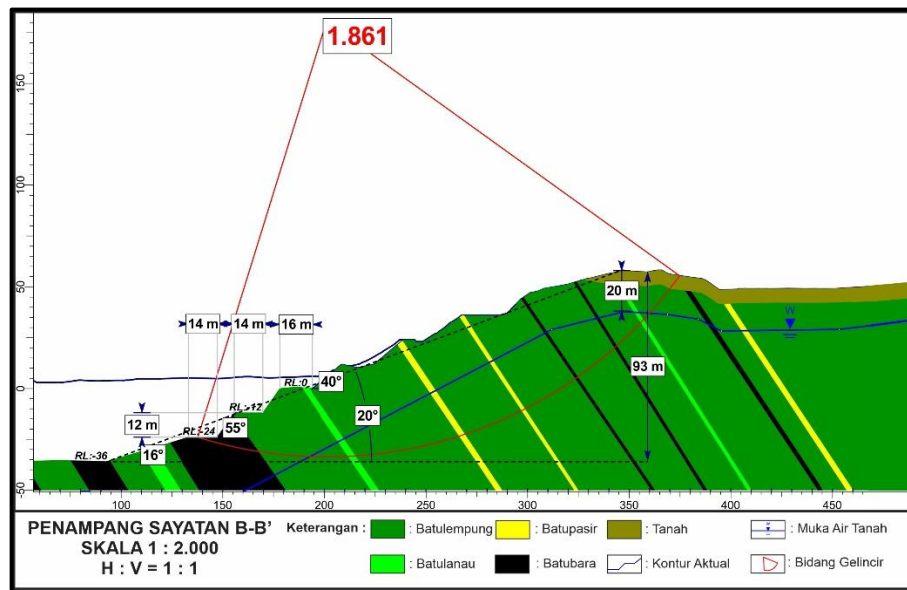 1.861
150
100
50
0
50
20 m
W
14 m
14 m
16 m
RL:0
40°
93 m
RL:-12
12 m
20°
RL:-24
55°
16°
RL:-36
100
150
200
250
300
350
400
450
PENAMPANG SAYATAN B-B'
SKALA 1 : 2.000
H : V = 1 : 1
Keterangan :
: Batulempung
: Batupasir
: Tanah
: Muka Air Tanah
: Batulanau
: Batubara
: Kontur Aktual
: Bidang Gelincir